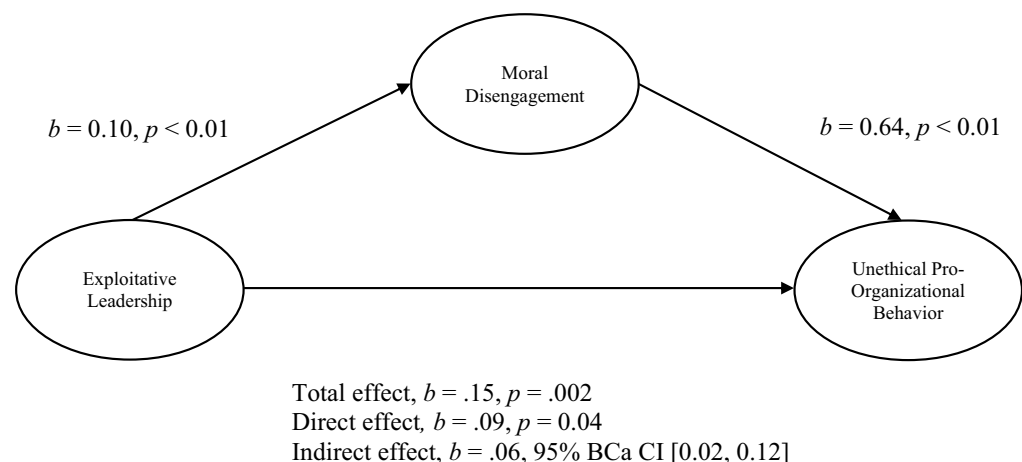 Moral
Disengagement
b = 0.10, p < 0.01
b = 0.64, p < 0.01
Exploitative
Leadership
Unethical Pro-
Organizational
Behavior
Total effect, b = .15, p = .002
Direct effect, b = .09, p = 0.04
Indirect effect, b = .06, 95% BCa CI [0.02, 0.12]